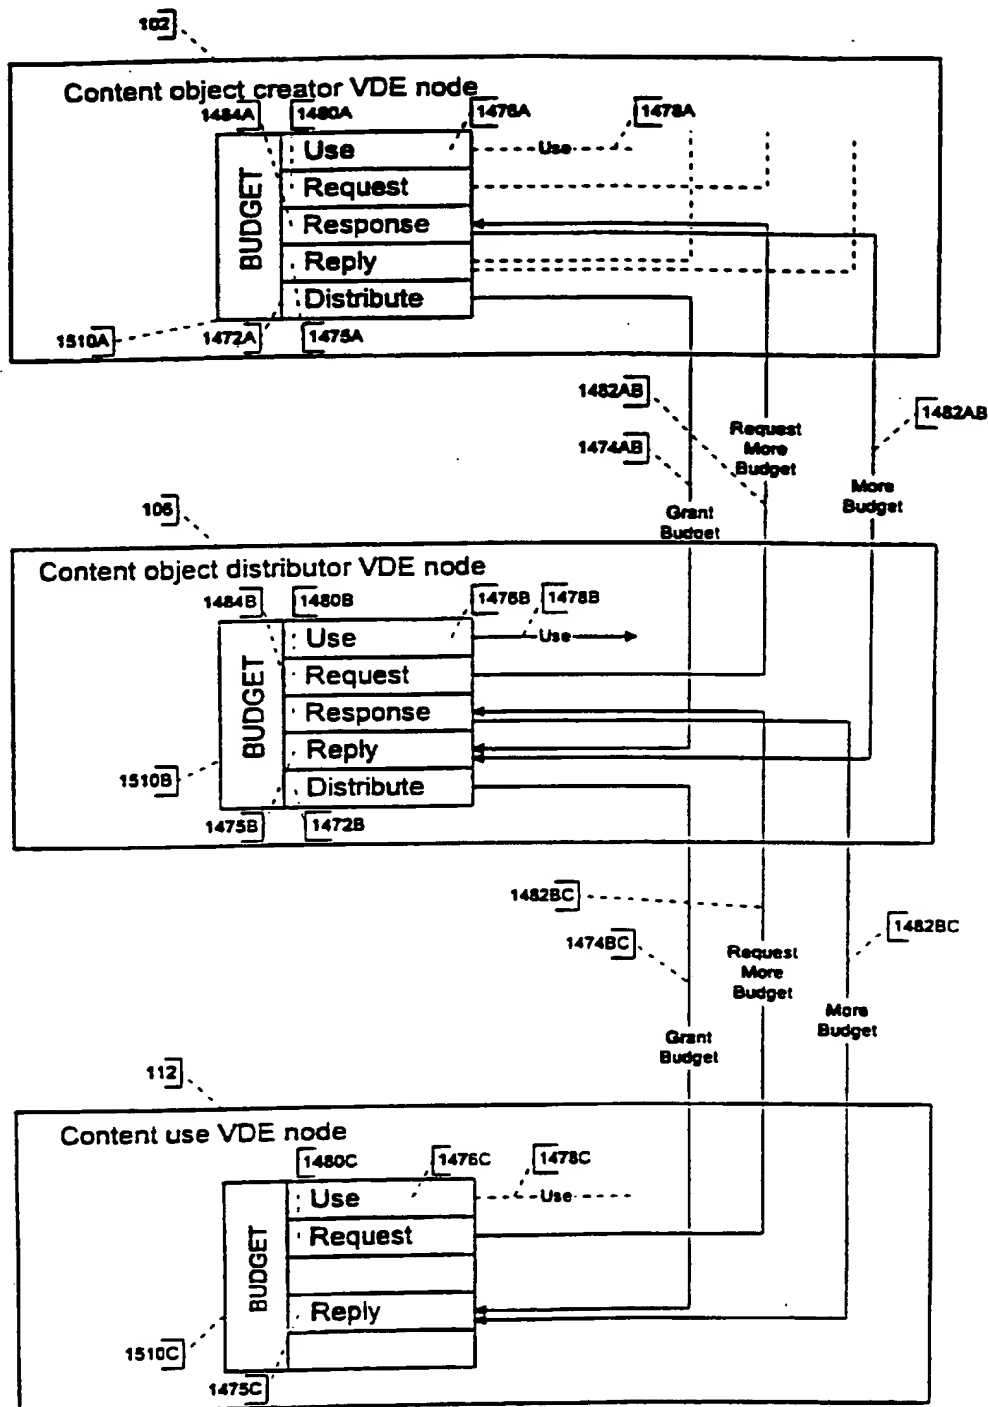 102
Content object creator VDE node
1484A
1480A
1476A
1478A
BUDGET
Use
Use
Request
Response
Reply
Distribute
1510A
1472A
1475A
1482AB
1474AB
Request
More
Budget
1482AB
Grant
Budget
More
Budget
106
Content object distributor VDE node
1484B
1480B
1476B
1478B
BUDGET
Use
Use
Request
Response
Reply
Distribute
1510B
1475B
1472B
1482BC
1474BC
Request
More
Budget
1482BC
Grant
Budget
More
Budget
112
Content use VDE node
1480C
1476C
1478C
BUDGET
Use
Use
Request
Reply
1510C
1475C